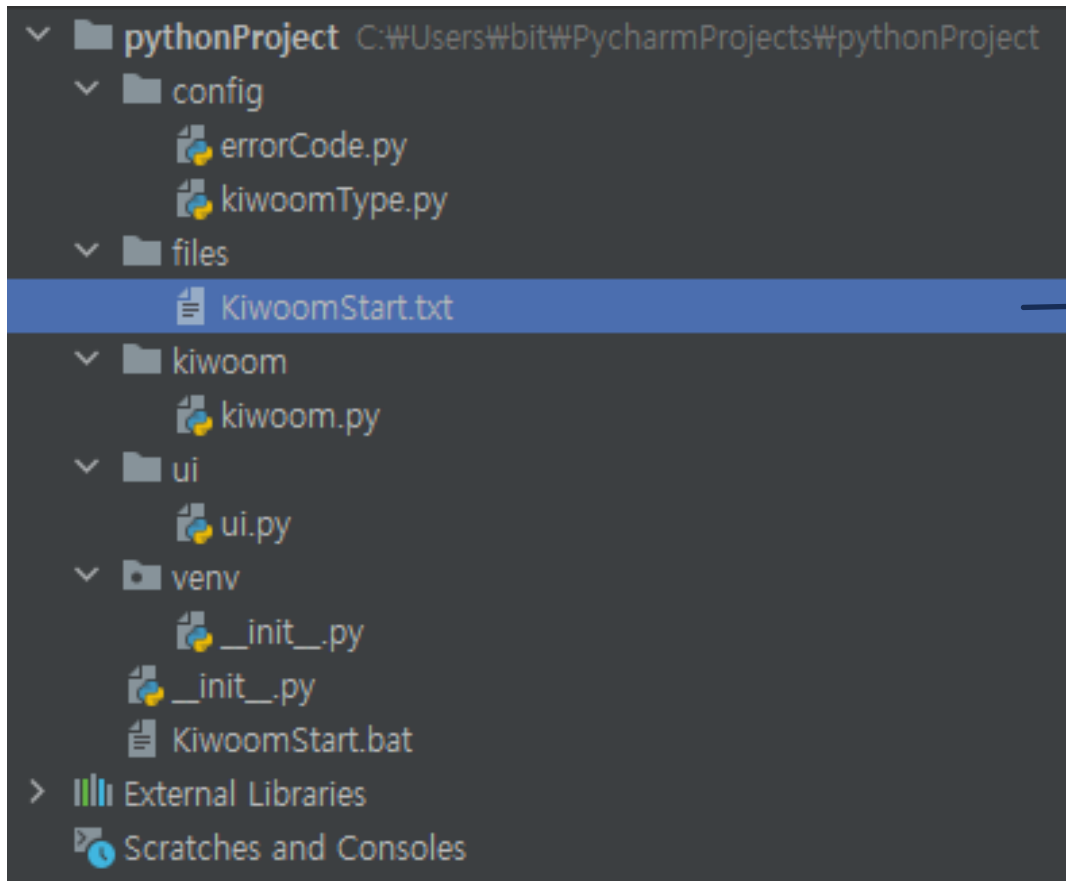 pythonProject C:₩Users₩bit₩PycharmProjects₩pythonProject
config
errorCode.py
kiwoomType.py
files
KiwoomStart.txt
kiwoom
kiwoom.py
ui
ui.py
venv
__init__.py
__init__.py
KiwoomStart.bat
External Libraries
Scratches and Consoles